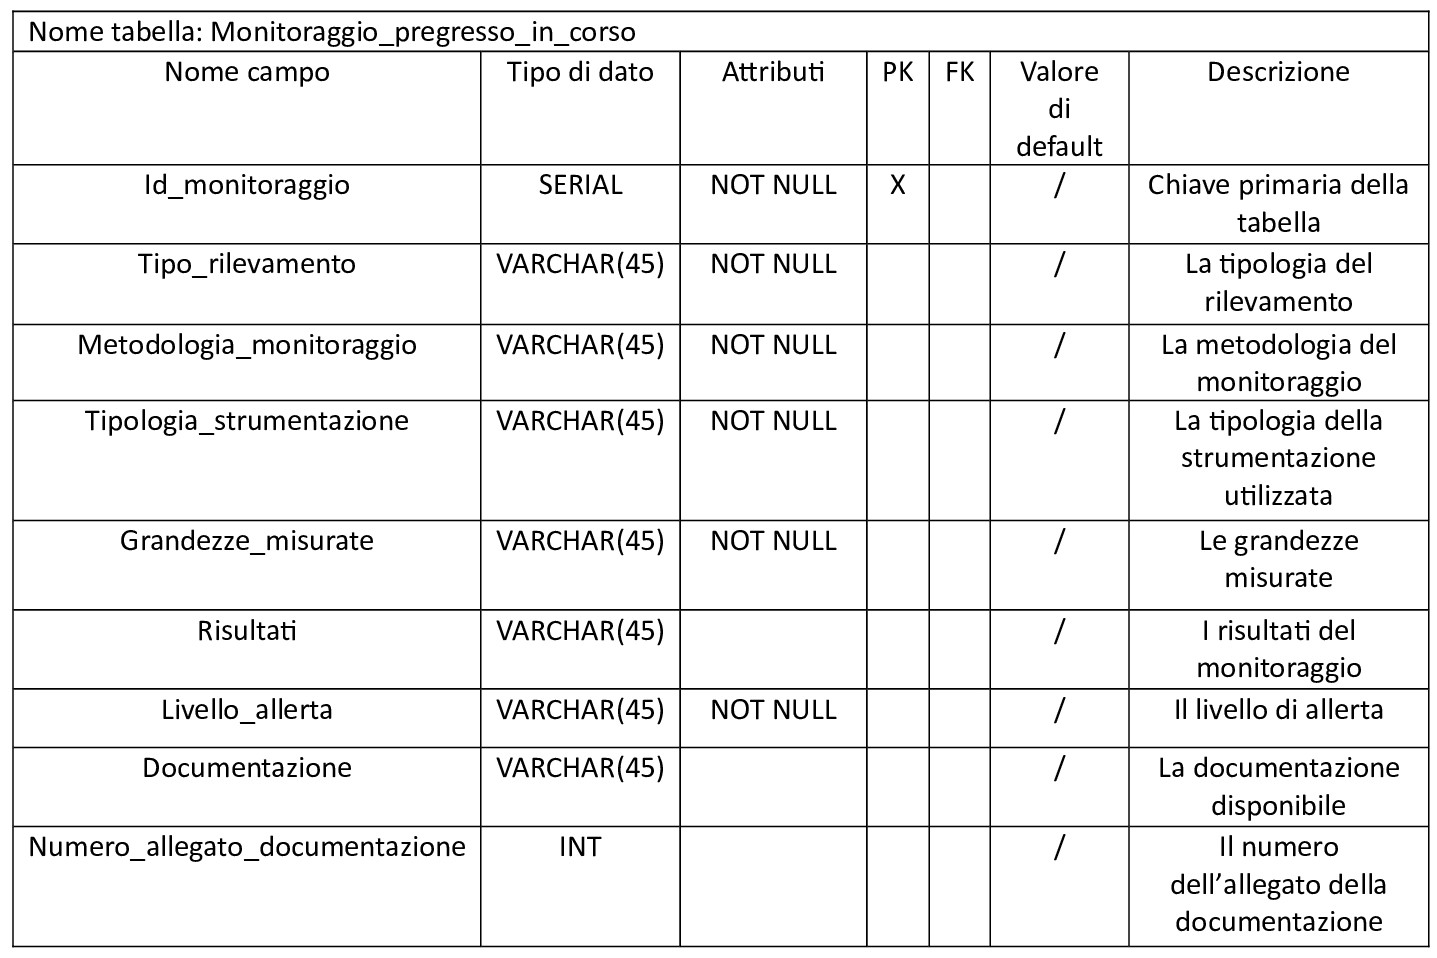 Nome tabella: Monitoraggio_pregresso_in_corso
Nome campo Tipo di dato Attributi PK FK Valore di default Descrizione
Id_monitoraggio SERIAL NOT NULL X / Chiave primaria della tabella
Tipo_rilevamento VARCHAR(45) NOT NULL / La tipologia del rilevamento
Metodologia_monitoraggio VARCHAR(45) NOT NULL / La metodologia del monitoraggio
Tipologia_strumentazione VARCHAR(45) NOT NULL / La tipologia della strumentazione utilizzata
Grandezze_misurate VARCHAR(45) NOT NULL / Le grandezze misurate
Risultati VARCHAR(45) / I risultati del monitoraggio
Livello_allerta VARCHAR(45) NOT NULL / Il livello di allerta
Documentazione VARCHAR(45) / La documentazione disponibile
Numero_allegato_documentazione INT / Il numero dell’allegato della documentazione